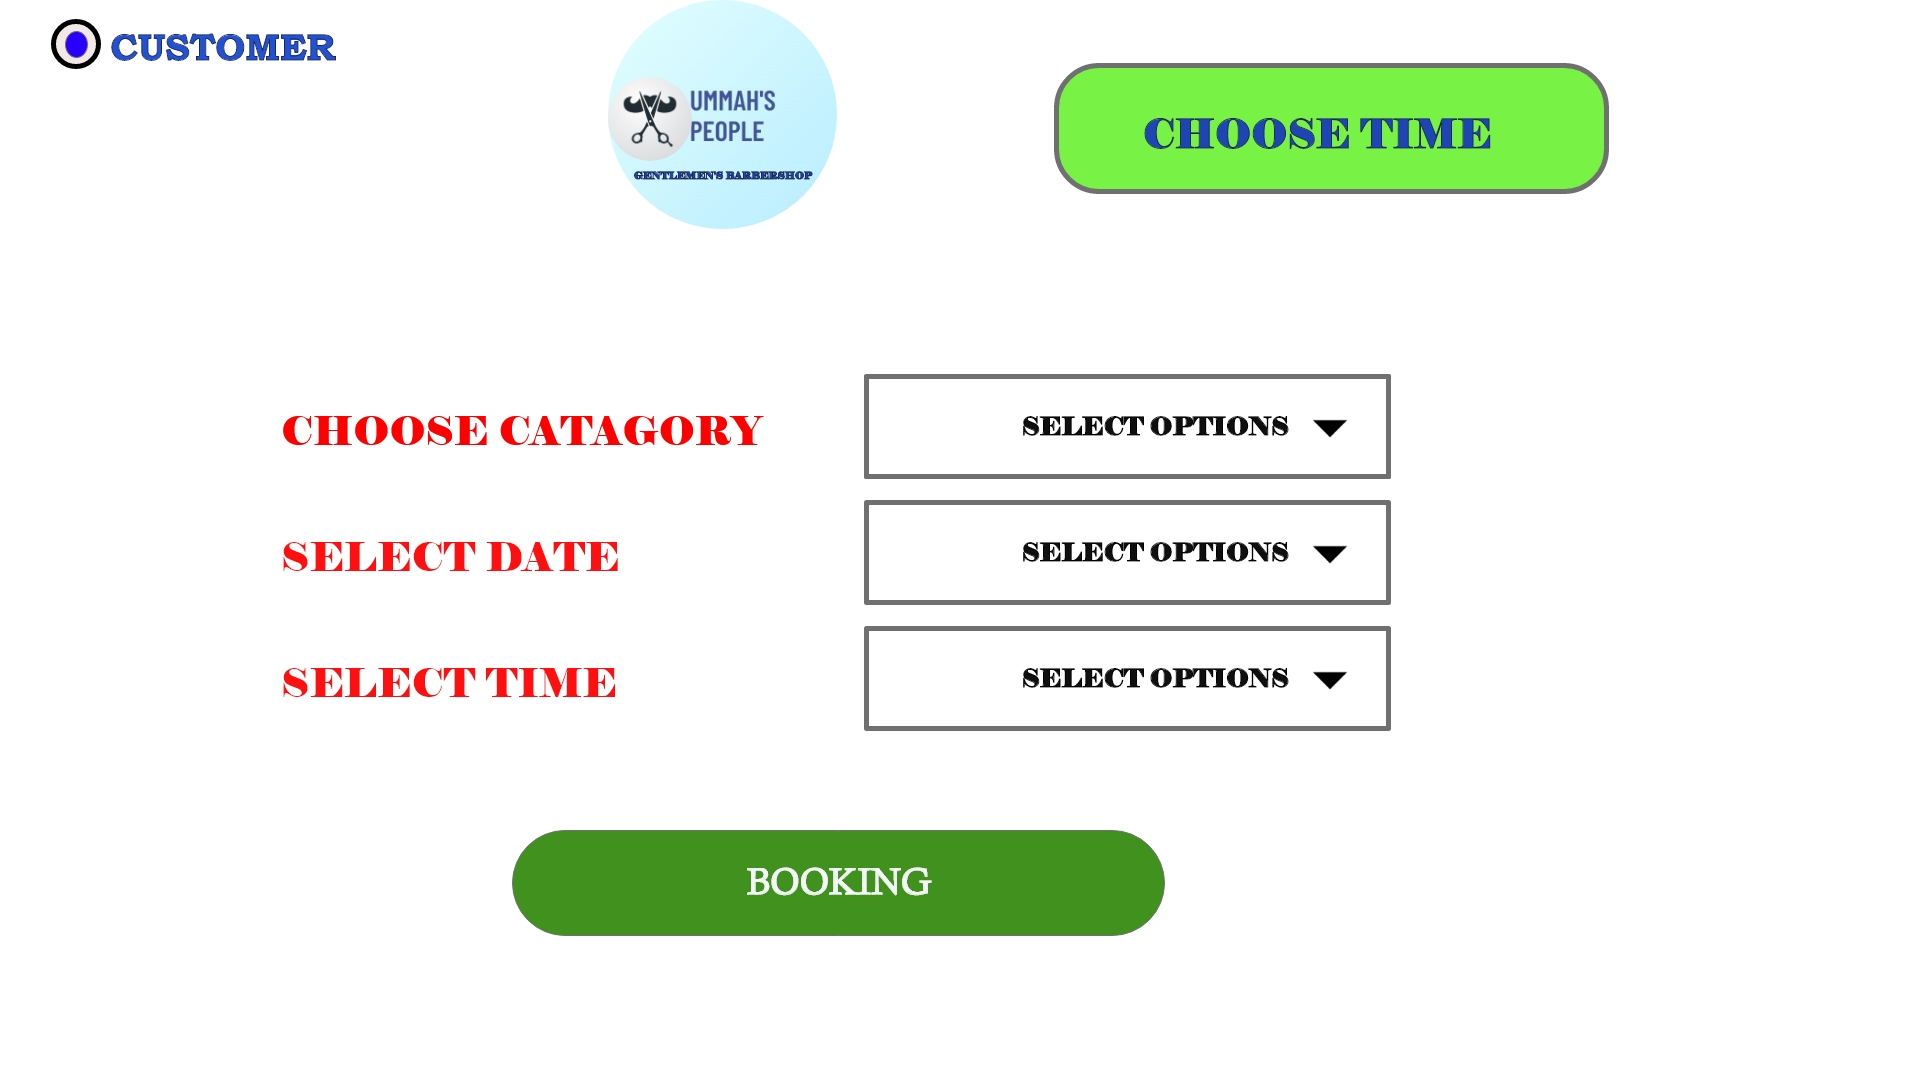 CUSTOMER
UMMAH'S
PEOPLE
GENTLEMEN'S BARBERSHOP
CHOOSE TIME
CHOOSE CATAGORY
SELECT OPTIONS
SELECT DATE
SELECT OPTIONS
SELECT TIME
SELECT OPTIONS
BOOKING